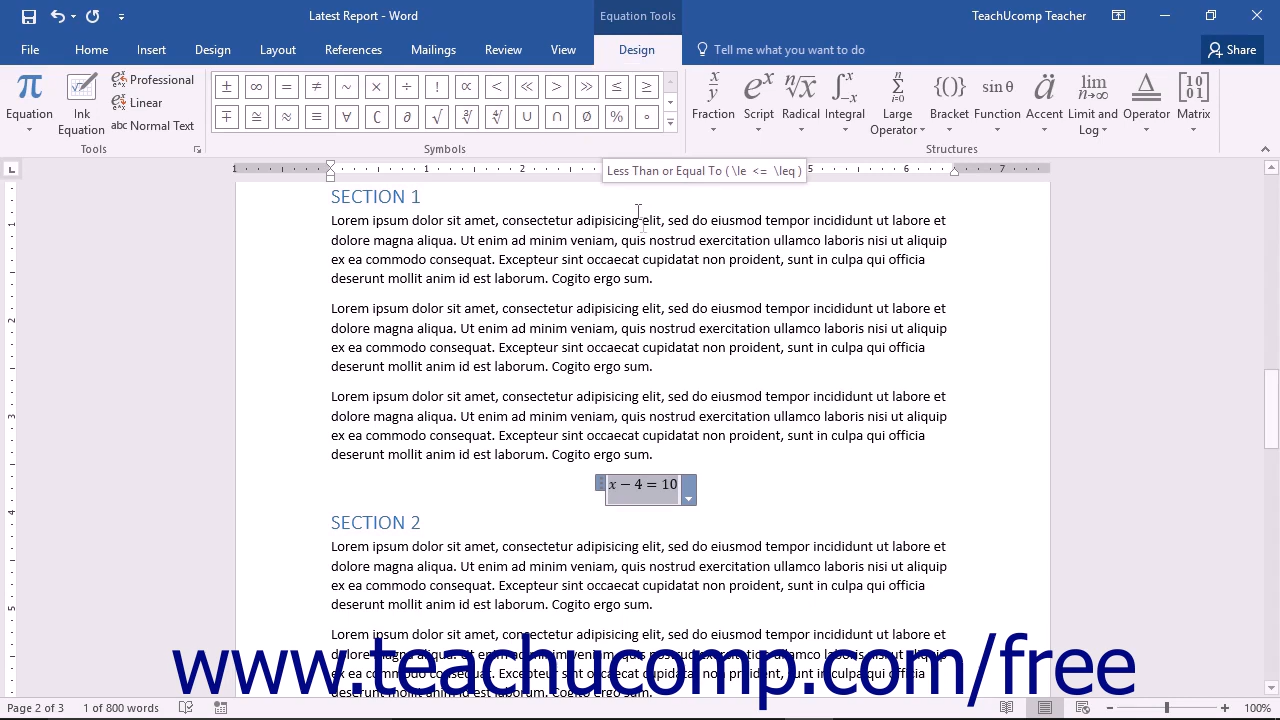 Latest Report - Word
Equation Tools
TeachUcomp Teacher
File Home Insert Design Layout References Mailings Review View Design Tell me what you want to do Share
π ± ∞ = ≠ ~ × ÷ ! ∝ < ≪ > ≫ ≤ ≥
∓ ≅ ≈ ≡ ∀ ∁ ∂ √ ∛ ∜ ∪ ∩ ∅ % °
Equation
Ink Equation
Professional
Linear
abc Normal Text
Fraction Script Radical Integral Large Operator Bracket Function Accent Limit and Log Operator Matrix
Tools Symbols Structures
Less Than or Equal To ( \le <= \leq )
1 1 2 5 6 7
SECTION 1
Lorem ipsum dolor sit amet, consectetur adipisicing elit, sed do eiusmod tempor incididunt ut labore et
dolore magna aliqua. Ut enim ad minim veniam, quis nostrud exercitation ullamco laboris nisi ut aliquip
ex ea commodo consequat. Excepteur sint occaecat cupidatat non proident, sunt in culpa qui officia
deserunt mollit anim id est laborum. Cogito ergo sum.
Lorem ipsum dolor sit amet, consectetur adipisicing elit, sed do eiusmod tempor incididunt ut labore et
dolore magna aliqua. Ut enim ad minim veniam, quis nostrud exercitation ullamco laboris nisi ut aliquip
ex ea commodo consequat. Excepteur sint occaecat cupidatat non proident, sunt in culpa qui officia
deserunt mollit anim id est laborum. Cogito ergo sum.
Lorem ipsum dolor sit amet, consectetur adipisicing elit, sed do eiusmod tempor incididunt ut labore et
dolore magna aliqua. Ut enim ad minim veniam, quis nostrud exercitation ullamco laboris nisi ut aliquip
ex ea commodo consequat. Excepteur sint occaecat cupidatat non proident, sunt in culpa qui officia
deserunt mollit anim id est laborum. Cogito ergo sum.
x − 4 = 10
SECTION 2
Lorem ipsum dolor sit amet, consectetur adipisicing elit, sed do eiusmod tempor incididunt ut labore et
dolore magna aliqua. Ut enim ad minim veniam, quis nostrud exercitation ullamco laboris nisi ut aliquip
ex ea commodo consequat. Excepteur sint occaecat cupidatat non proident, sunt in culpa qui officia
deserunt mollit anim id est laborum. Cogito ergo sum.
Lorem ipsum dolor sit amet, consectetur adipisicing elit, sed do eiusmod tempor incididunt ut labore et
www.teachucomp.com/free
Page 2 of 3 1 of 800 words 100%